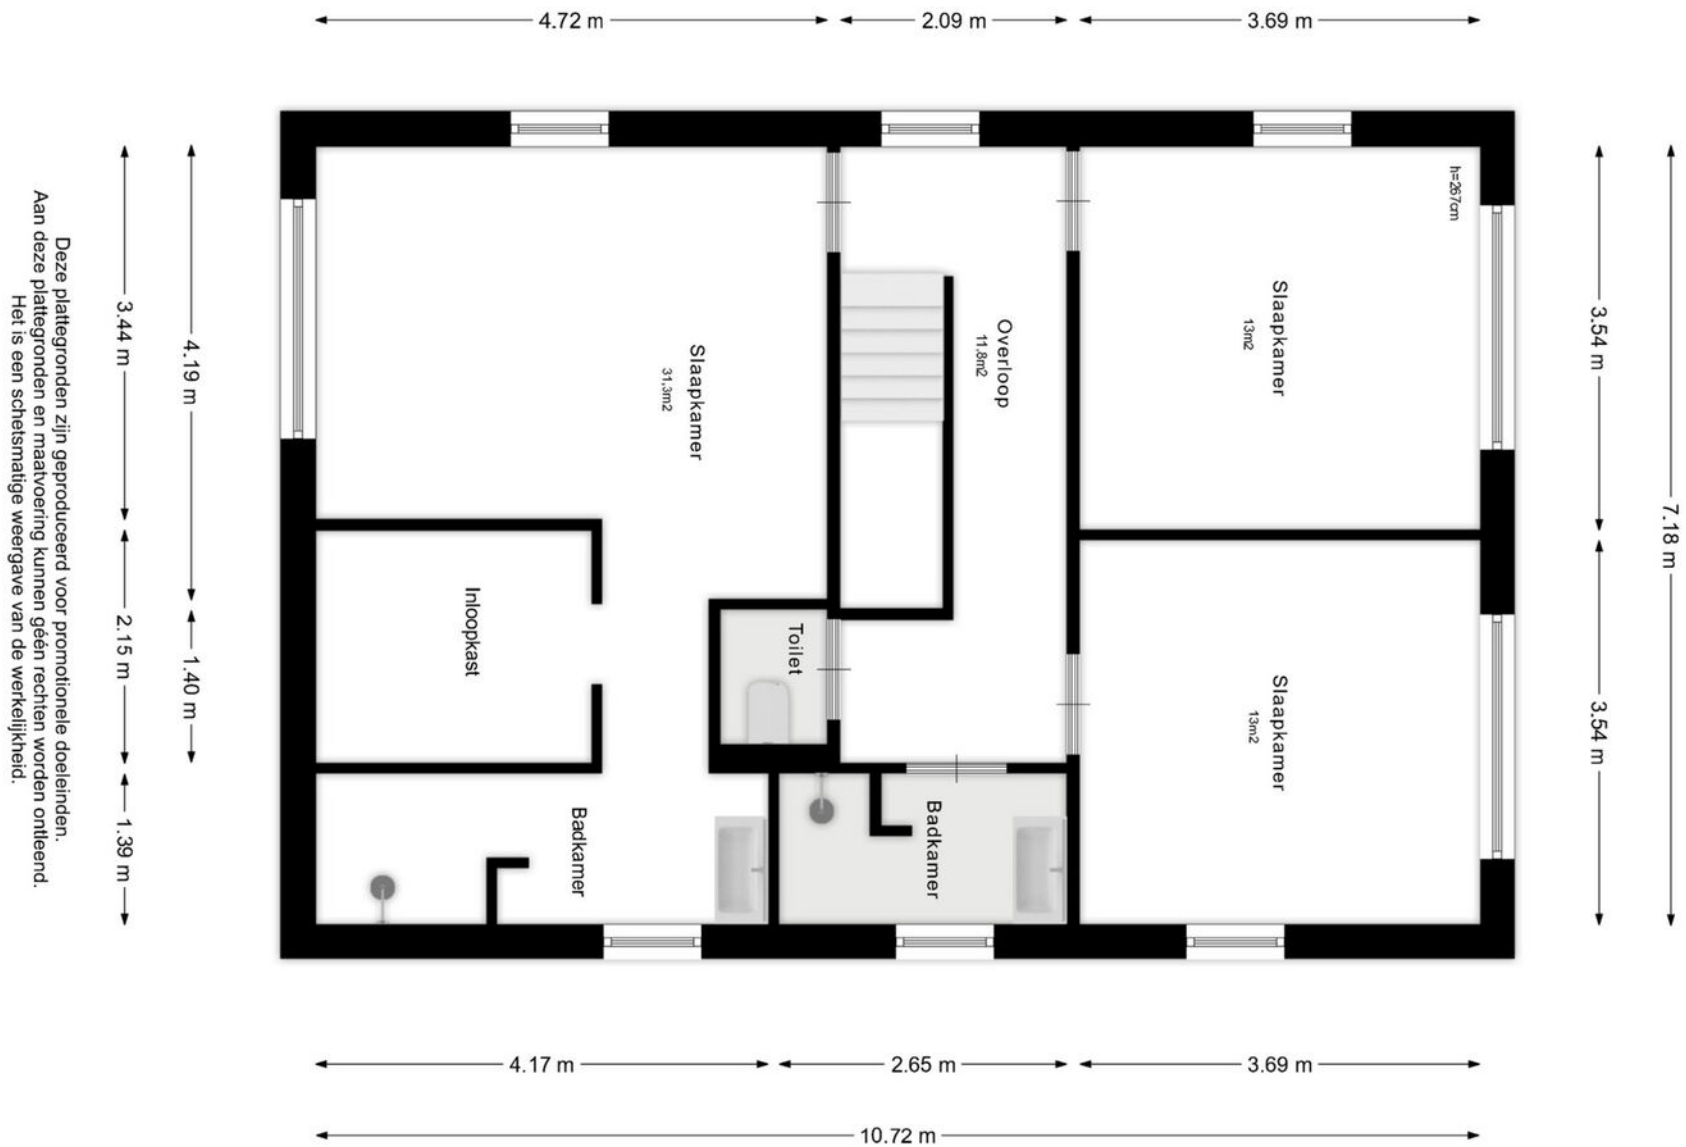 4.72 m
2.09 m
3.69 m
h=267cm
Slaapkamer
31,3m2
Overloop
11,8m2
Slaapkamer
13m2
3.44 m
4.19 m
3.54 m
7.18 m
Inloopkast
Toilet
Slaapkamer
13m2
2.15 m
1.40 m
3.54 m
Badkamer
Badkamer
1.39 m
4.17 m
2.65 m
3.69 m
10.72 m
Deze plattegronden zijn geproduceerd voor promotionele doeleinden.
Aan deze plattegronden en maatvoering kunnen géén rechten worden ontleend.
Het is een schetsmatige weergave van de werkelijkheid.